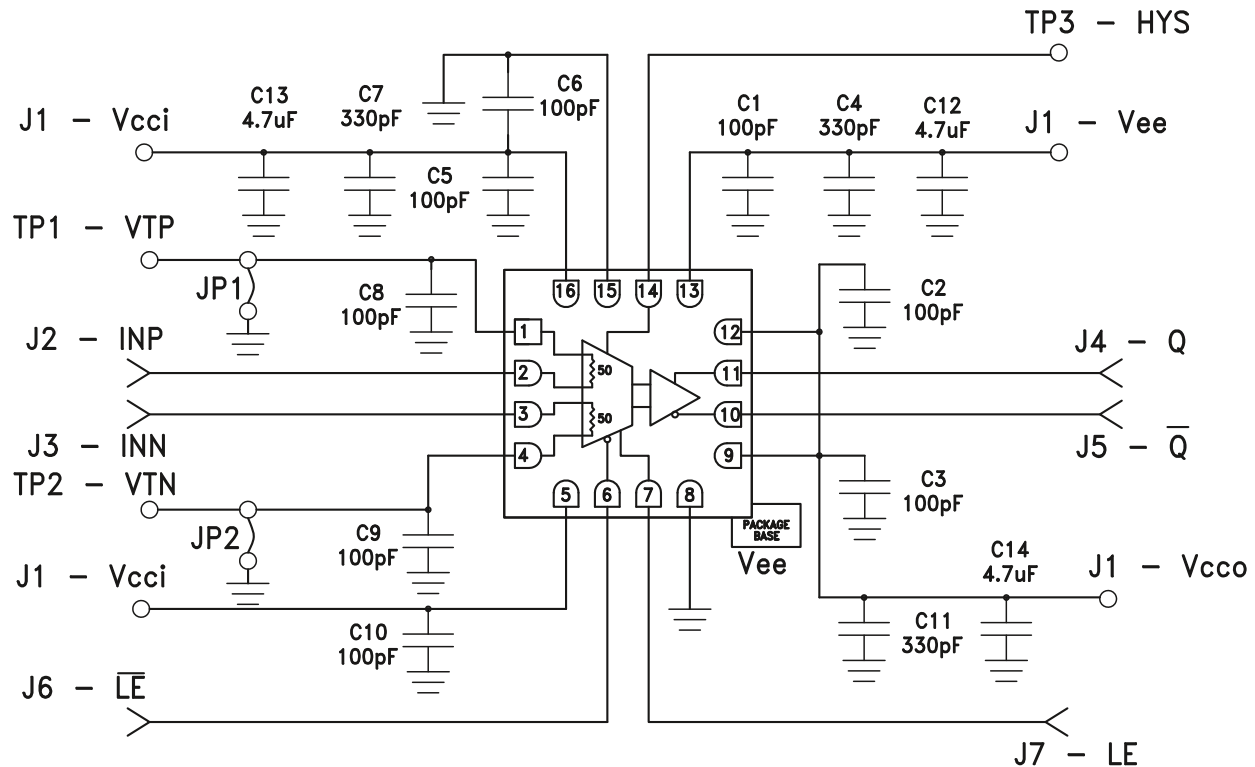 TP3 - HYS
J1 - Vcci
C13
4.7uF
C7
330pF
C6
100pF
C1
100pF
C4
330pF
C12
4.7uF
J1 - Vee
C5
100pF
TP1 - VTP
JP1
C8
100pF
16
15
14
13
C2
100pF
J2 - INP
1
12
J4 - Q
2
50
11
3
50
10
J3 - INN
J5 - Q̅
4
9
TP2 - VTN
JP2
C9
100pF
5
6
7
8
C3
100pF
PACKAGE
BASE
Vee
J1 - Vcci
C14
4.7uF
J1 - Vcco
C10
100pF
C11
330pF
J6 - L̅E̅
J7 - LE